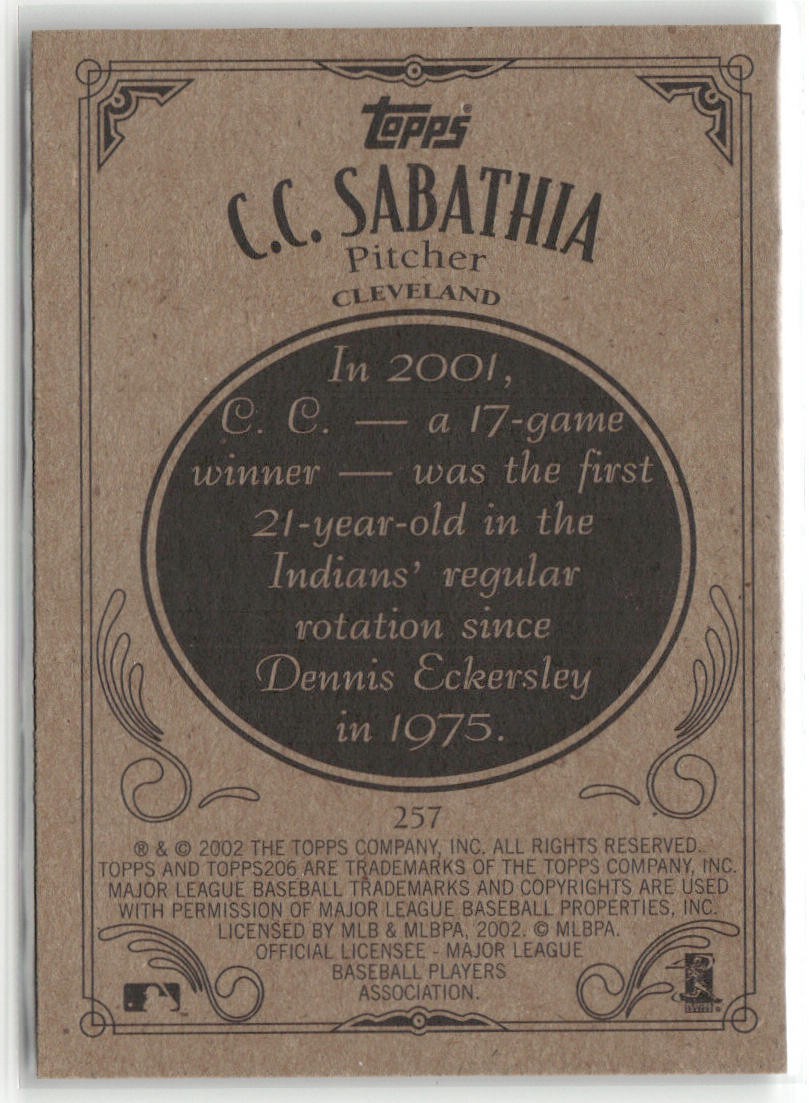 Topps®
C.C. SABATHIA
Pitcher
CLEVELAND
In 2001,
C. C. — a 17-game
winner — was the first
21-year-old in the
Indians' regular
rotation since
Dennis Eckersley
in 1975.
257
® & © 2002 THE TOPPS COMPANY, INC. ALL RIGHTS RESERVED.
TOPPS AND TOPPS206 ARE TRADEMARKS OF THE TOPPS COMPANY, INC.
MAJOR LEAGUE BASEBALL TRADEMARKS AND COPYRIGHTS ARE USED
WITH PERMISSION OF MAJOR LEAGUE BASEBALL PROPERTIES, INC.
LICENSED BY MLB & MLBPA, 2002. © MLBPA.
OFFICIAL LICENSEE - MAJOR LEAGUE
BASEBALL PLAYERS
ASSOCIATION.